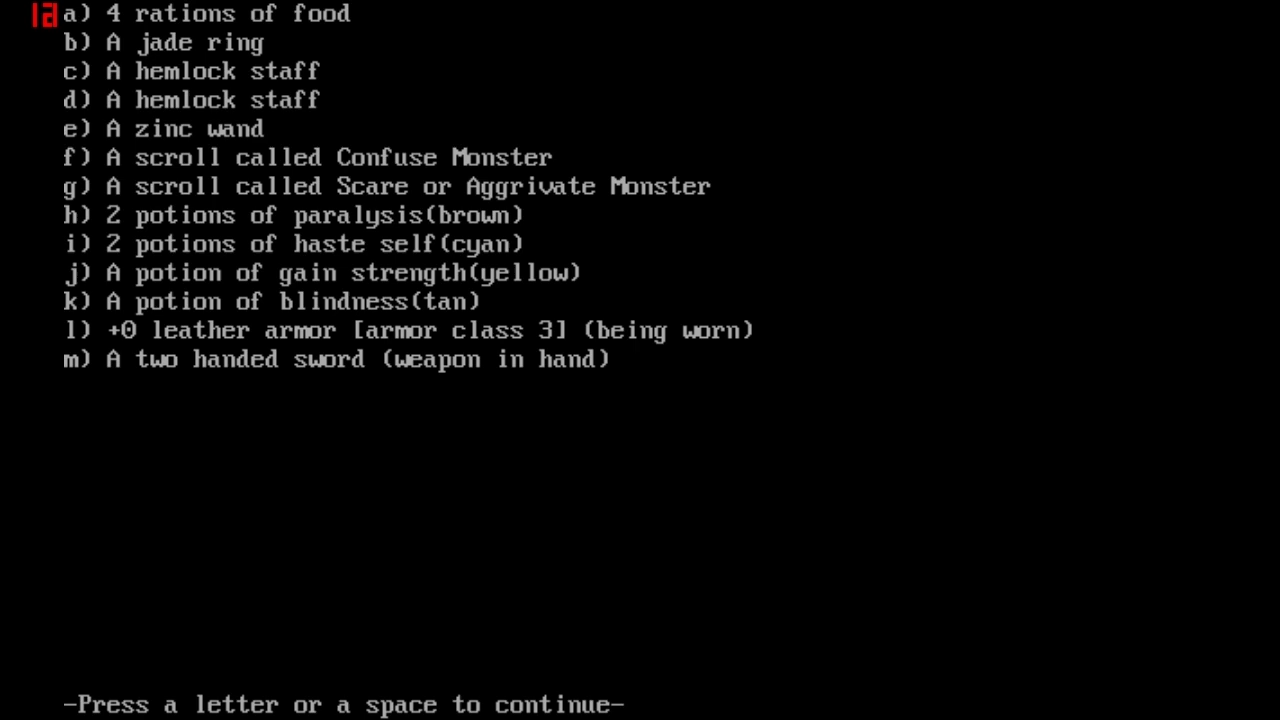 12
a) 4 rations of food
b) A jade ring
c) A hemlock staff
d) A hemlock staff
e) A zinc wand
f) A scroll called Confuse Monster
g) A scroll called Scare or Aggrivate Monster
h) 2 potions of paralysis(brown)
i) 2 potions of haste self(cyan)
j) A potion of gain strength(yellow)
k) A potion of blindness(tan)
l) +0 leather armor [armor class 3] (being worn)
m) A two handed sword (weapon in hand)
-Press a letter or a space to continue-